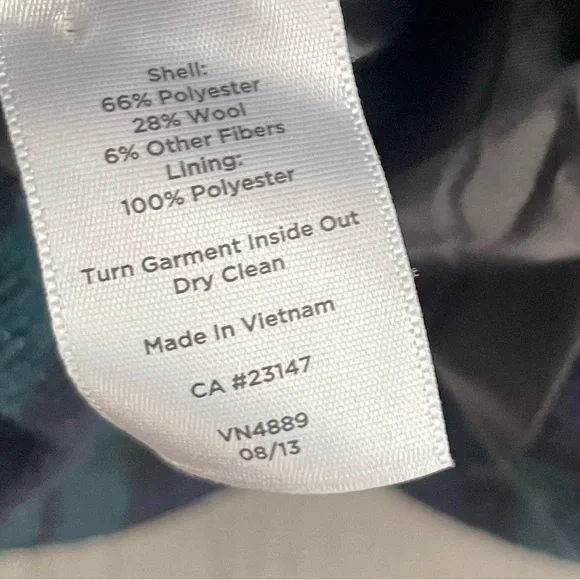 Shell:
66% Polyester
28% Wool
6% Other Fibers
Lining:
100% Polyester
Turn Garment Inside Out
Dry Clean
Made In Vietnam
CA #23147
VN4889
08/13